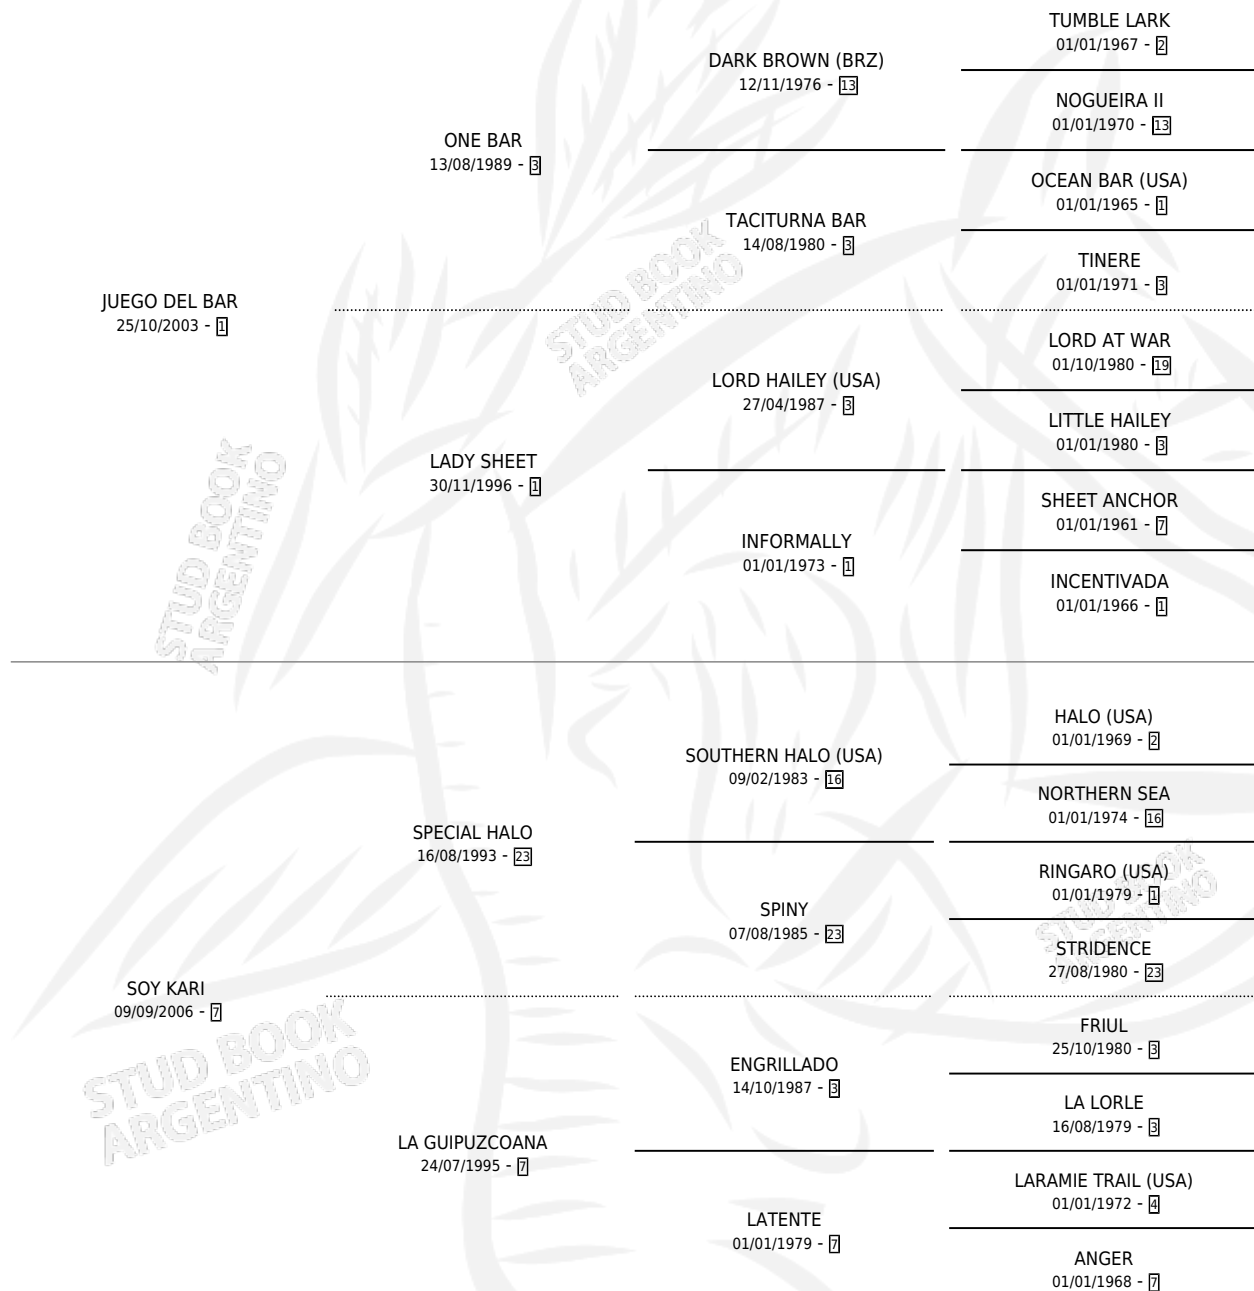 TUMBLE LARK
01/01/1967 - 2
DARK BROWN (BRZ)
12/11/1976 - 13
NOGUEIRA II
01/01/1970 - 13
ONE BAR
13/08/1989 - 3
OCEAN BAR (USA)
01/01/1965 - 1
TACITURNA BAR
14/08/1980 - 3
TINERE
01/01/1971 - 3
JUEGO DEL BAR
25/10/2003 - 1
LORD AT WAR
01/10/1980 - 19
LORD HAILEY (USA)
27/04/1987 - 3
LITTLE HAILEY
01/01/1980 - 3
LADY SHEET
30/11/1996 - 1
SHEET ANCHOR
01/01/1961 - 7
INFORMALLY
01/01/1973 - 1
INCENTIVADA
01/01/1966 - 1
HALO (USA)
01/01/1969 - 2
SOUTHERN HALO (USA)
09/02/1983 - 16
NORTHERN SEA
01/01/1974 - 16
SPECIAL HALO
16/08/1993 - 23
RINGARO (USA)
01/01/1979 - 1
SPINY
07/08/1985 - 23
STRIDENCE
27/08/1980 - 23
SOY KARI
09/09/2006 - 7
FRIUL
25/10/1980 - 3
ENGRILLADO
14/10/1987 - 3
LA LORLE
16/08/1979 - 3
LA GUIPUZCOANA
24/07/1995 - 7
LARAMIE TRAIL (USA)
01/01/1972 - 4
LATENTE
01/01/1979 - 7
ANGER
01/01/1968 - 7
STUD BOOK
ARGENTINO
STUD BOOK
ARGENTINO
STUD BOOK
ARGENTINO
STUD BOOK
ARGENTINO